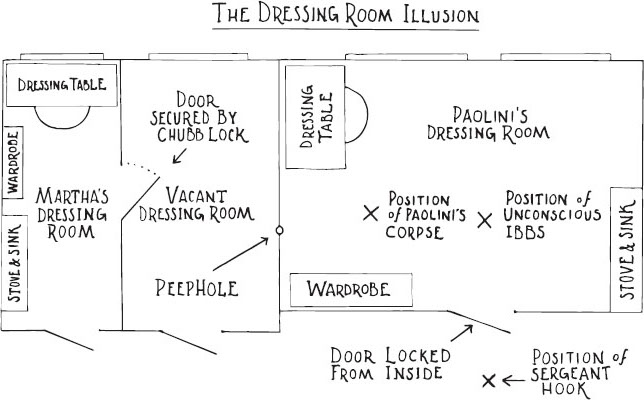 THE DRESSING ROOM ILLUSION
DRESSING TABLE
DOOR
SECURED BY
CHUBB LOCK
DRESSING
TABLE
PAOLINI'S
DRESSING ROOM
WARDROBE
MARTHA'S
DRESSING
ROOM
VACANT
DRESSING ROOM
POSITION
of PAOLINI'S
CORPSE
POSITION of
UNCONSCIOUS
IBBS
STOVE & SINK
STOVE & SINK
PEEPHOLE
WARDROBE
DOOR LOCKED
FROM INSIDE
POSITION of
SERGEANT
HOOK